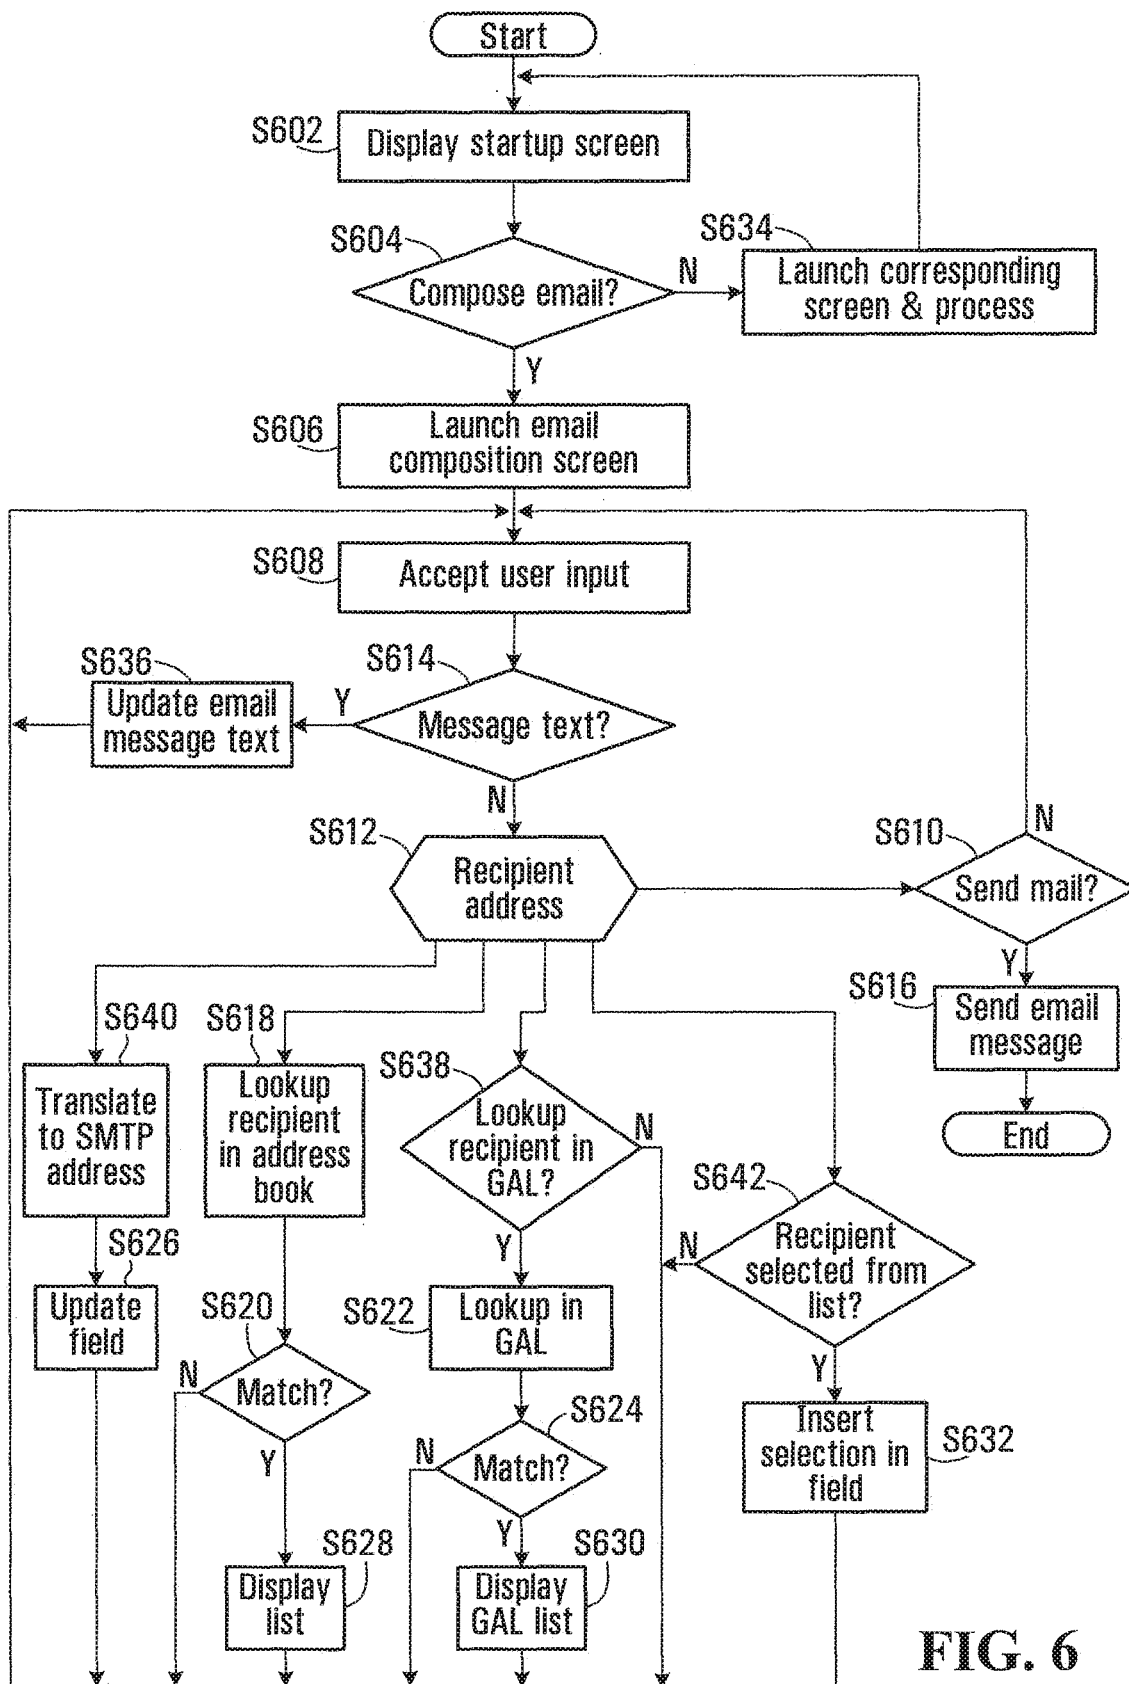 Start
S602
Display startup screen
S604
Compose email?
N
S634
Launch corresponding
screen & process
Y
S606
Launch email
composition screen
S608
Accept user input
S636
Update email
message text
Y
S614
Message text?
N
S612
Recipient
address
S610
Send mail?
N
Y
S616
Send email
message
End
S640
Translate
to SMTP
address
S626
Update
field
S618
Lookup
recipient
in address
book
S620
Match?
N
Y
S628
Display
list
S638
Lookup
recipient in
GAL?
N
Y
S622
Lookup in
GAL
S624
Match?
N
Y
S630
Display
GAL list
S642
Recipient
selected from
list?
N
Y
S632
Insert
selection in
field
FIG. 6